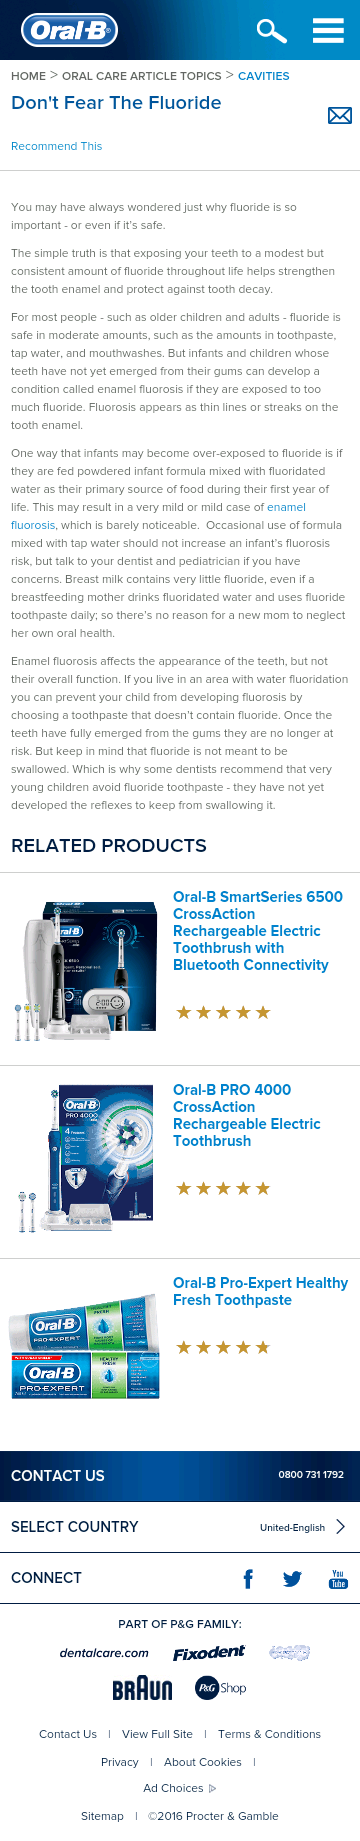 Oral-B
HOME > ORAL CARE ARTICLE TOPICS > CAVITIES
Don't Fear The Fluoride
Recommend This
You may have always wondered just why fluoride is so
important - or even if it's safe.
The simple truth is that exposing your teeth to a modest but
consistent amount of fluoride throughout life helps strengthen
the tooth enamel and protect against tooth decay.
For most people - such as older children and adults - fluoride is
safe in moderate amounts, such as the amounts in toothpaste,
tap water, and mouthwashes. But infants and children whose
teeth have not yet emerged from their gums can develop a
condition called enamel fluorosis if they are exposed to too
much fluoride. Fluorosis appears as thin lines or streaks on the
tooth enamel.
One way that infants may become over-exposed to fluoride is if
they are fed powdered infant formula mixed with fluoridated
water as their primary source of food during their first year of
life. This may result in a very mild or mild case of enamel
fluorosis, which is barely noticeable.  Occasional use of formula
mixed with tap water should not increase an infant's fluorosis
risk, but talk to your dentist and pediatrician if you have
concerns. Breast milk contains very little fluoride, even if a
breastfeeding mother drinks fluoridated water and uses fluoride
toothpaste daily; so there's no reason for a new mom to neglect
her own oral health.
Enamel fluorosis affects the appearance of the teeth, but not
their overall function. If you live in an area with water fluoridation
you can prevent your child from developing fluorosis by
choosing a toothpaste that doesn't contain fluoride. Once the
teeth have fully emerged from the gums they are no longer at
risk. But keep in mind that fluoride is not meant to be
swallowed. Which is why some dentists recommend that very
young children avoid fluoride toothpaste - they have not yet
developed the reflexes to keep from swallowing it.
RELATED PRODUCTS
Oral-B
Oral-B SmartSeries 6500
CrossAction
Rechargeable Electric
Toothbrush with
Bluetooth Connectivity
Oral-B
PRO 4000
Oral-B PRO 4000
CrossAction
Rechargeable Electric
Toothbrush
Oral-B
PRO-EXPERT
HEALTHY
FRESH
Oral-B
PRO-EXPERT
HEALTHY
FRESH
Oral-B Pro-Expert Healthy
Fresh Toothpaste
CONTACT US
0800 731 1792
SELECT COUNTRY
United-English
CONNECT
You
Tube
PART OF P&G FAMILY:
dentalcare.com
Fixodent
BRAUN
P&G Shop
Contact Us | View Full Site | Terms & Conditions
Privacy | About Cookies |
Ad Choices
Sitemap | ©2016 Procter & Gamble